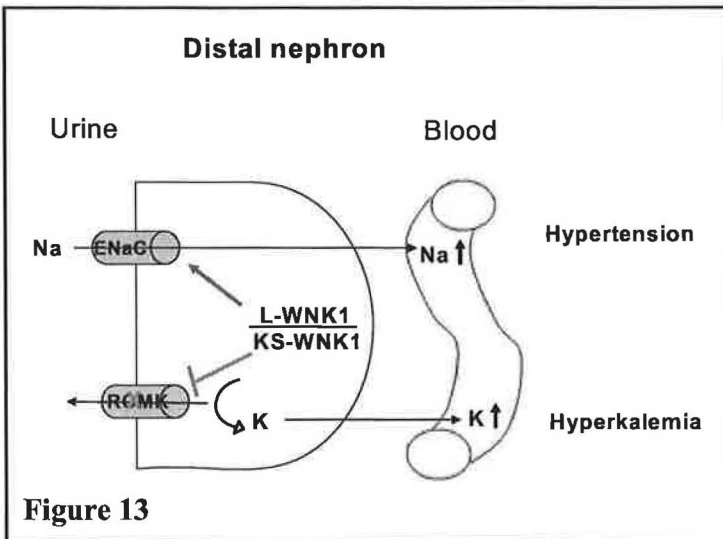 Distal nephron
Urine
Blood
Na
ENaC
Na
Hypertension
L-WNK1
KS-WNK1
ROMK
K
K
Hyperkalemia
Figure 13